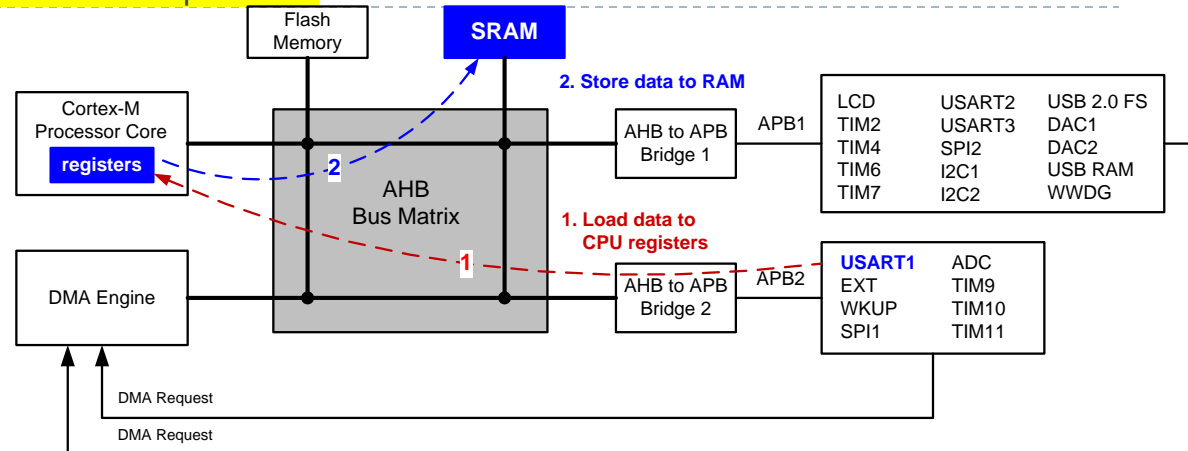 Flash
Memory
SRAM
2. Store data to RAM
Cortex-M
Processor Core
registers
2
AHB
Bus Matrix
AHB to APB
Bridge 1
APB1
LCD USART2 USB 2.0 FS
TIM2 USART3 DAC1
TIM4 SPI2 DAC2
TIM6 I2C1 USB RAM
TIM7 I2C2 WWDG
1. Load data to
CPU registers
1
DMA Engine
AHB to APB
Bridge 2
APB2
USART1 ADC
EXT TIM9
WKUP TIM10
SPI1 TIM11
DMA Request
DMA Request